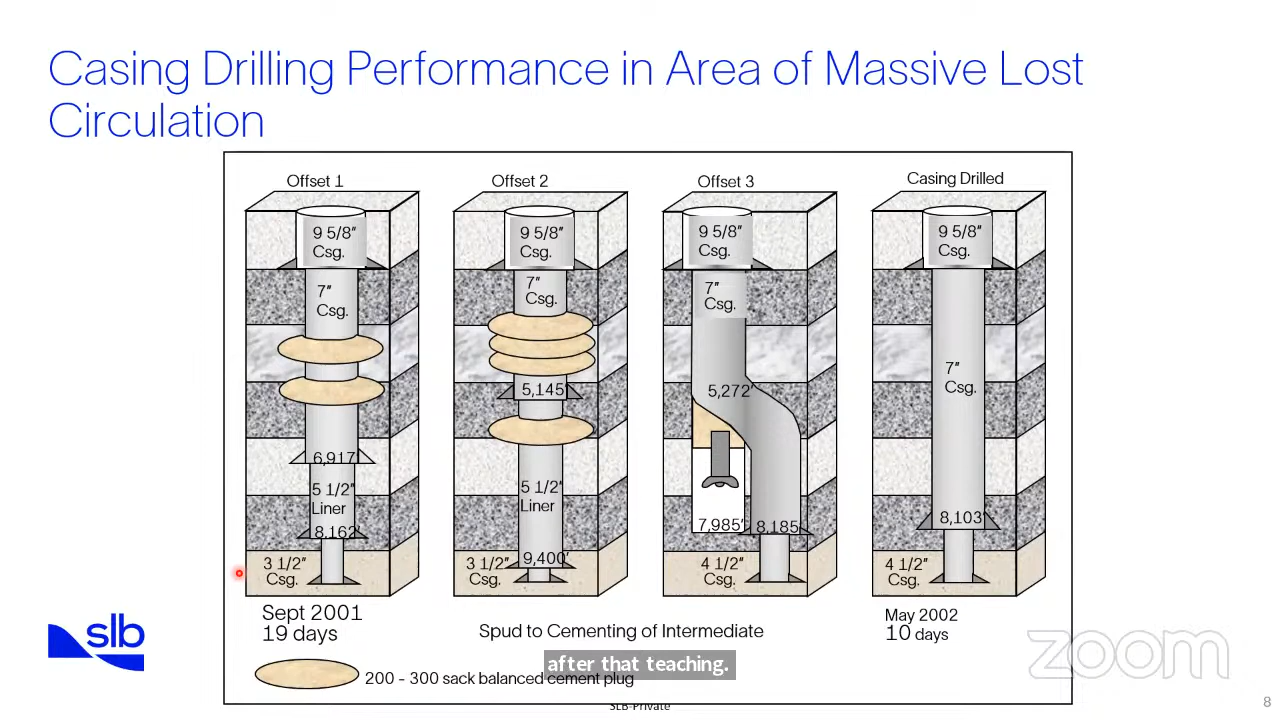 Casing Drilling Performance in Area of Massive Lost
Circulation
Offset 1
9 5/8"
Csg.
7"
Csg.
6,917'
5 1/2"
Liner
8,162'
3 1/2"
Csg.
Sept 2001
19 days
Offset 2
9 5/8"
Csg.
7"
Csg.
5,145'
5 1/2"
Liner
9,400'
3 1/2"
Csg.
Offset 3
9 5/8"
Csg.
7"
Csg.
5,272'
7,985'
8,185'
4 1/2"
Csg.
Casing Drilled
9 5/8"
Csg.
7"
Csg.
8,103'
4 1/2"
Csg.
May 2002
10 days
Spud to Cementing of Intermediate
200 - 300 sack balanced cement plug
after that teaching.
slb
SLB-Private
zoom
8